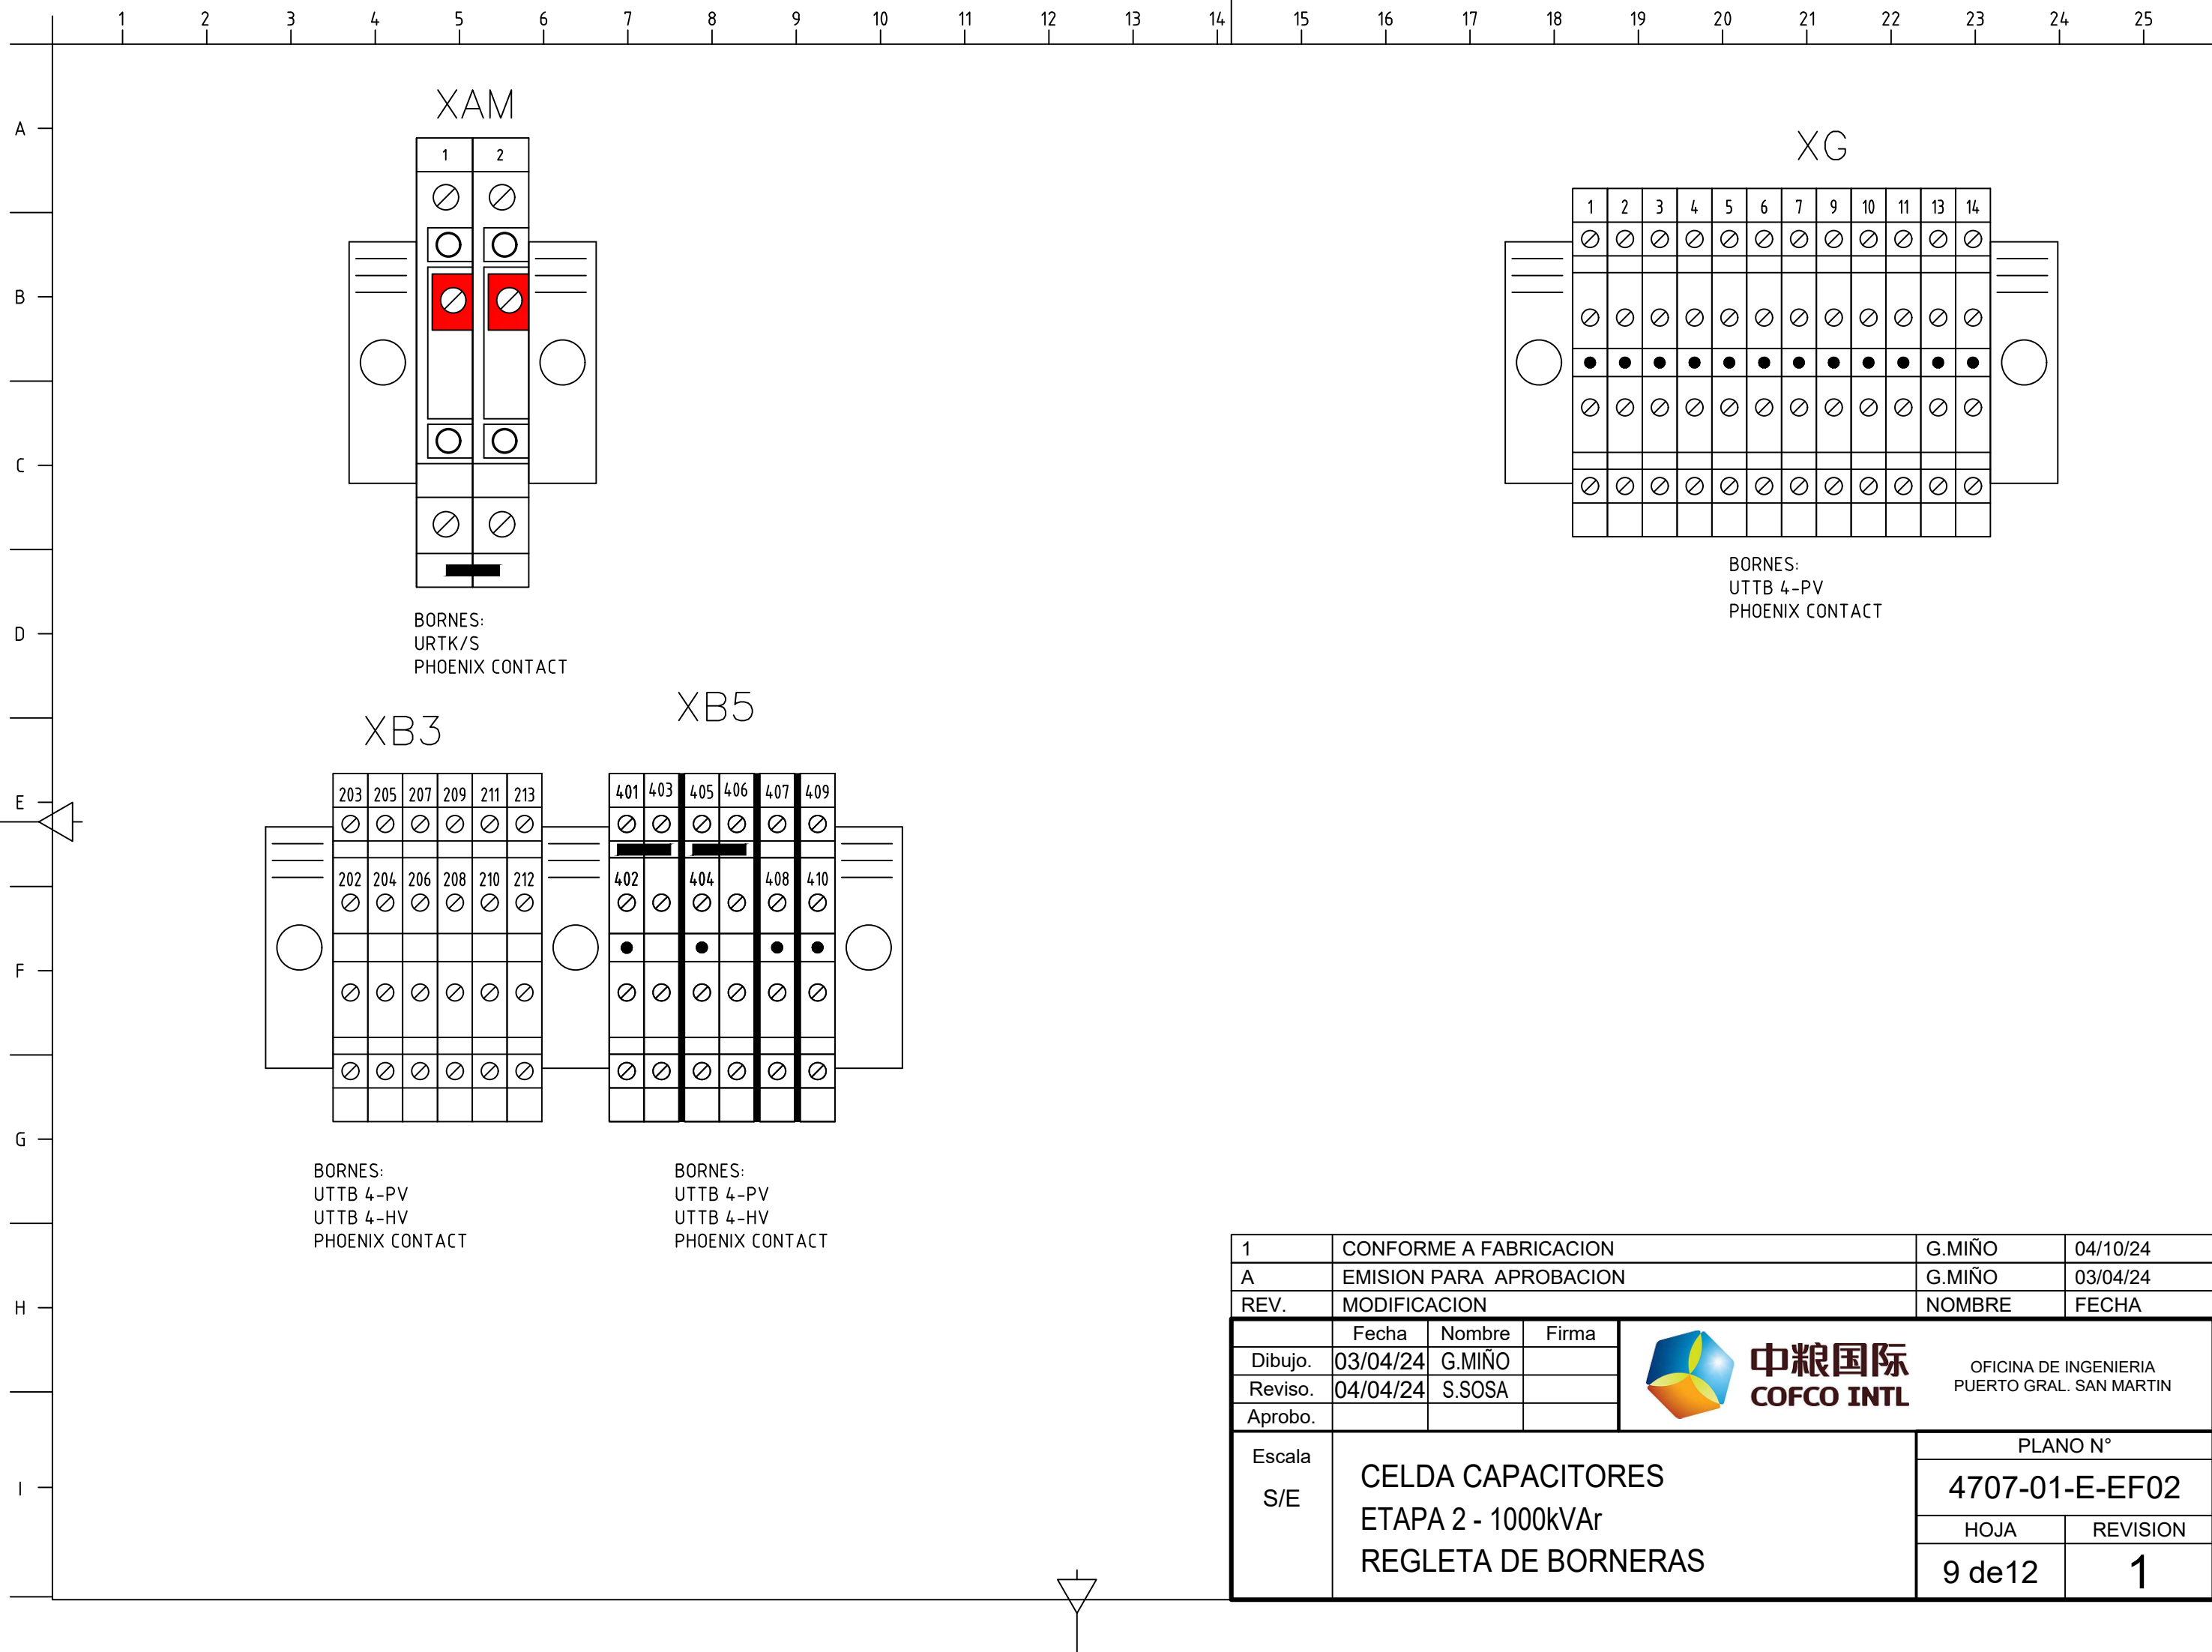 1 2 3 4 5 6 7 8 9 10 11 12 13 14 15 16 17 18 19 20 21 22 23 24 25
A
B
C
D
E
F
G
H
I
XAM
1 2
BORNES:
URTK/S
PHOENIX CONTACT
XG
1 2 3 4 5 6 7 9 10 11 13 14
BORNES:
UTTB 4-PV
PHOENIX CONTACT
XB3
203 205 207 209 211 213
202 204 206 208 210 212
BORNES:
UTTB 4-PV
UTTB 4-HV
PHOENIX CONTACT
XB5
401 403 405 406 407 409
402 404 408 410
BORNES:
UTTB 4-PV
UTTB 4-HV
PHOENIX CONTACT
1 CONFORME A FABRICACION G.MIÑO 04/10/24
A EMISION PARA APROBACION G.MIÑO 03/04/24
REV. MODIFICACION NOMBRE FECHA
Fecha Nombre Firma
Dibujo. 03/04/24 G.MIÑO
Reviso. 04/04/24 S.SOSA
Aprobo.
中粮国际
COFCO INTL
OFICINA DE INGENIERIA
PUERTO GRAL. SAN MARTIN
Escala
S/E
CELDA CAPACITORES
ETAPA 2 - 1000kVAr
REGLETA DE BORNERAS
PLANO N°
4707-01-E-EF02
HOJA REVISION
9 de12 1